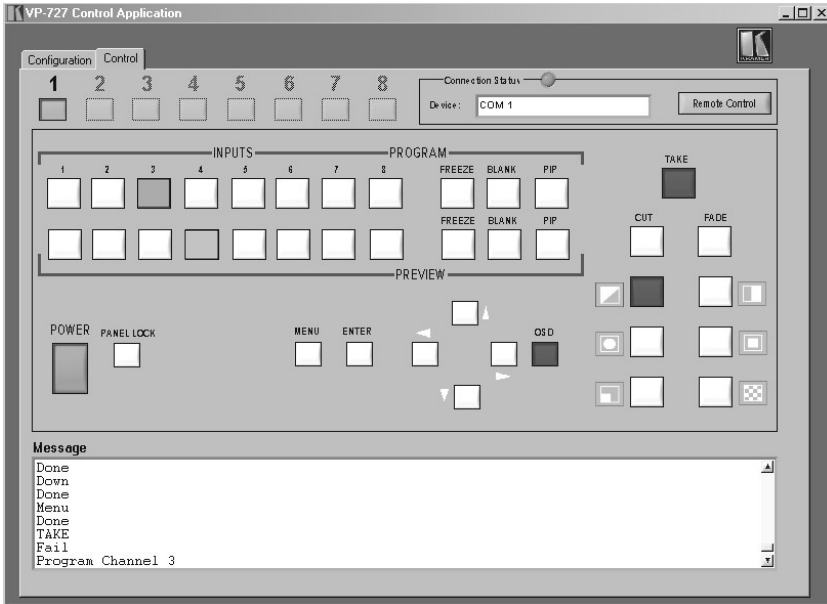 VP-727 Control Application
KRAMER
Configuration Control
1 2 3 4 5 6 7 8
Connection Status
Device: COM 1 Remote Control
INPUTS PROGRAM
1 2 3 4 5 6 7 8 FREEZE BLANK PIP
TAKE
FREEZE BLANK PIP
CUT FADE
PREVIEW
POWER PANEL LOCK MENU ENTER OSD
Message
Done
Down
Done
Menu
Done
TAKE
Fail
Program Channel 3